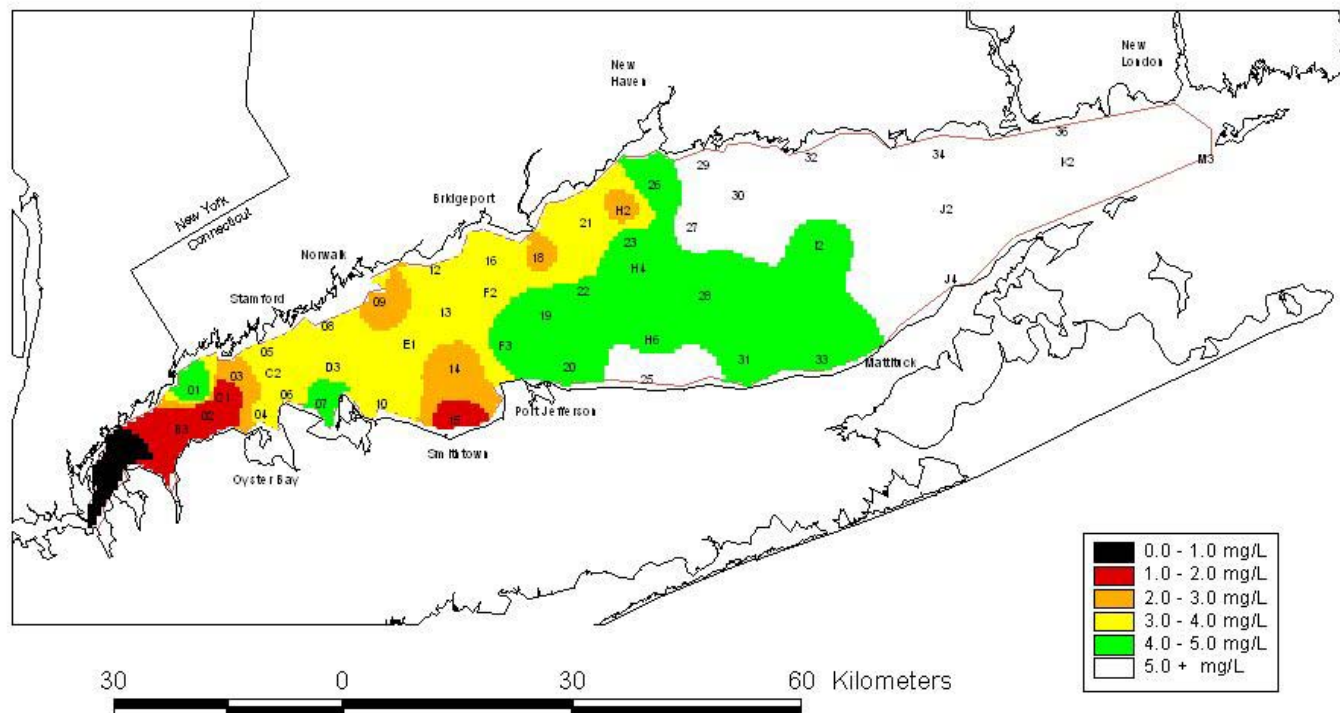 New
London
New
Haven
36
29
32
34
K2
M3
26
30
H2
Bridgeport
21
J2
New York
Connecticut
27
23
I2
Norwalk
16
18
12
H4
J4
F2
22
28
Stamford
09
13
19
08
E1
F3
H6
05
D3
20
31
33
Mattituck
03
C2
14
25
01
C1
06
07
10
Port Jefferson
02
04
15
B3
Smithtown
Oyster Bay
0.0 - 1.0 mg/L
1.0 - 2.0 mg/L
2.0 - 3.0 mg/L
3.0 - 4.0 mg/L
4.0 - 5.0 mg/L
5.0 + mg/L
30 0 30 60 Kilometers